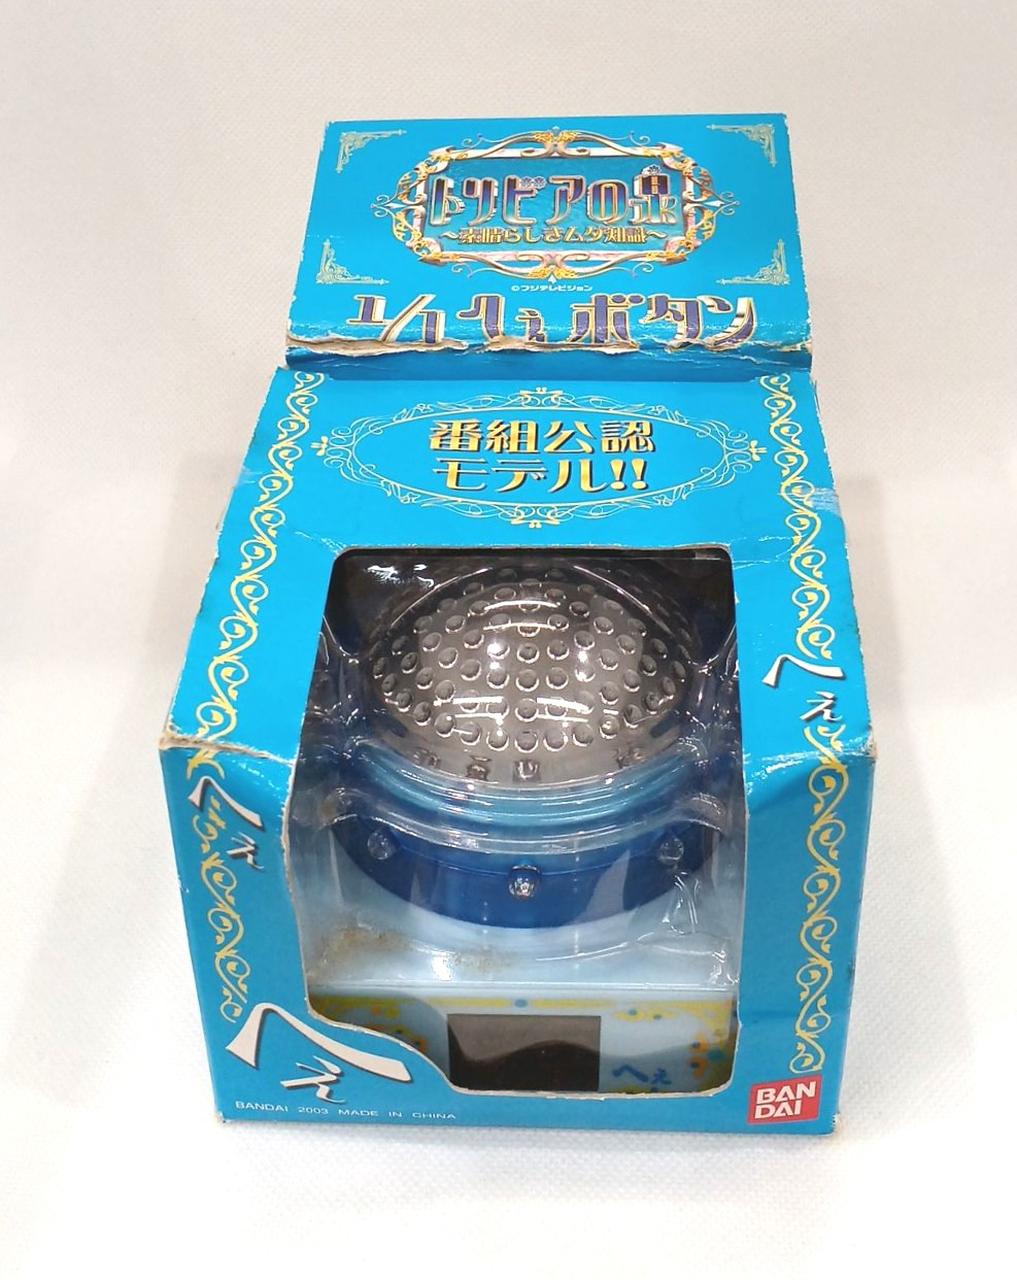 トリビアの泉
～素晴らしきムダ知識～
©フジテレビジョン
1/1 へぇボタン
番組公認
モデル!!
へぇ
へぇ
へぇ
へぇ
BANDAI 2003 MADE IN CHINA
BAN
DAI